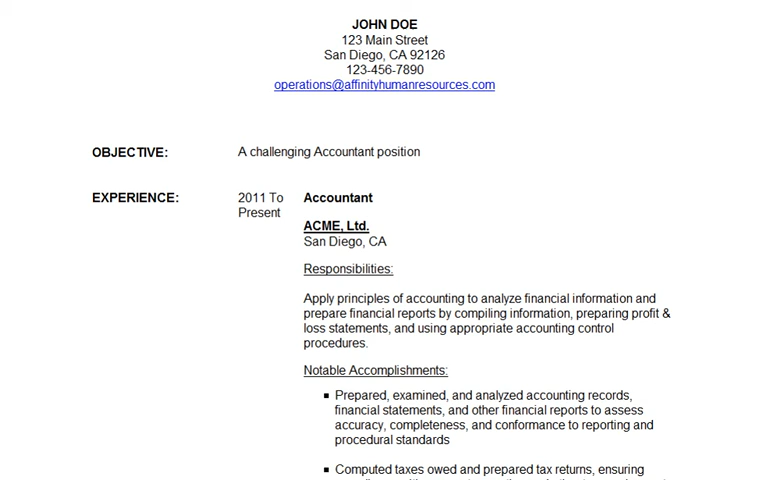 JOHN DOE
123 Main Street
San Diego, CA 92126
123-456-7890
operations@affinityhumanresources.com
OBJECTIVE: A challenging Accountant position
EXPERIENCE: 2011 To Present Accountant
ACME, Ltd.
San Diego, CA
Responsibilities:
Apply principles of accounting to analyze financial information and
prepare financial reports by compiling information, preparing profit &
loss statements, and using appropriate accounting control
procedures.
Notable Accomplishments:
▪ Prepared, examined, and analyzed accounting records,
financial statements, and other financial reports to assess
accuracy, completeness, and conformance to reporting and
procedural standards
▪ Computed taxes owed and prepared tax returns, ensuring